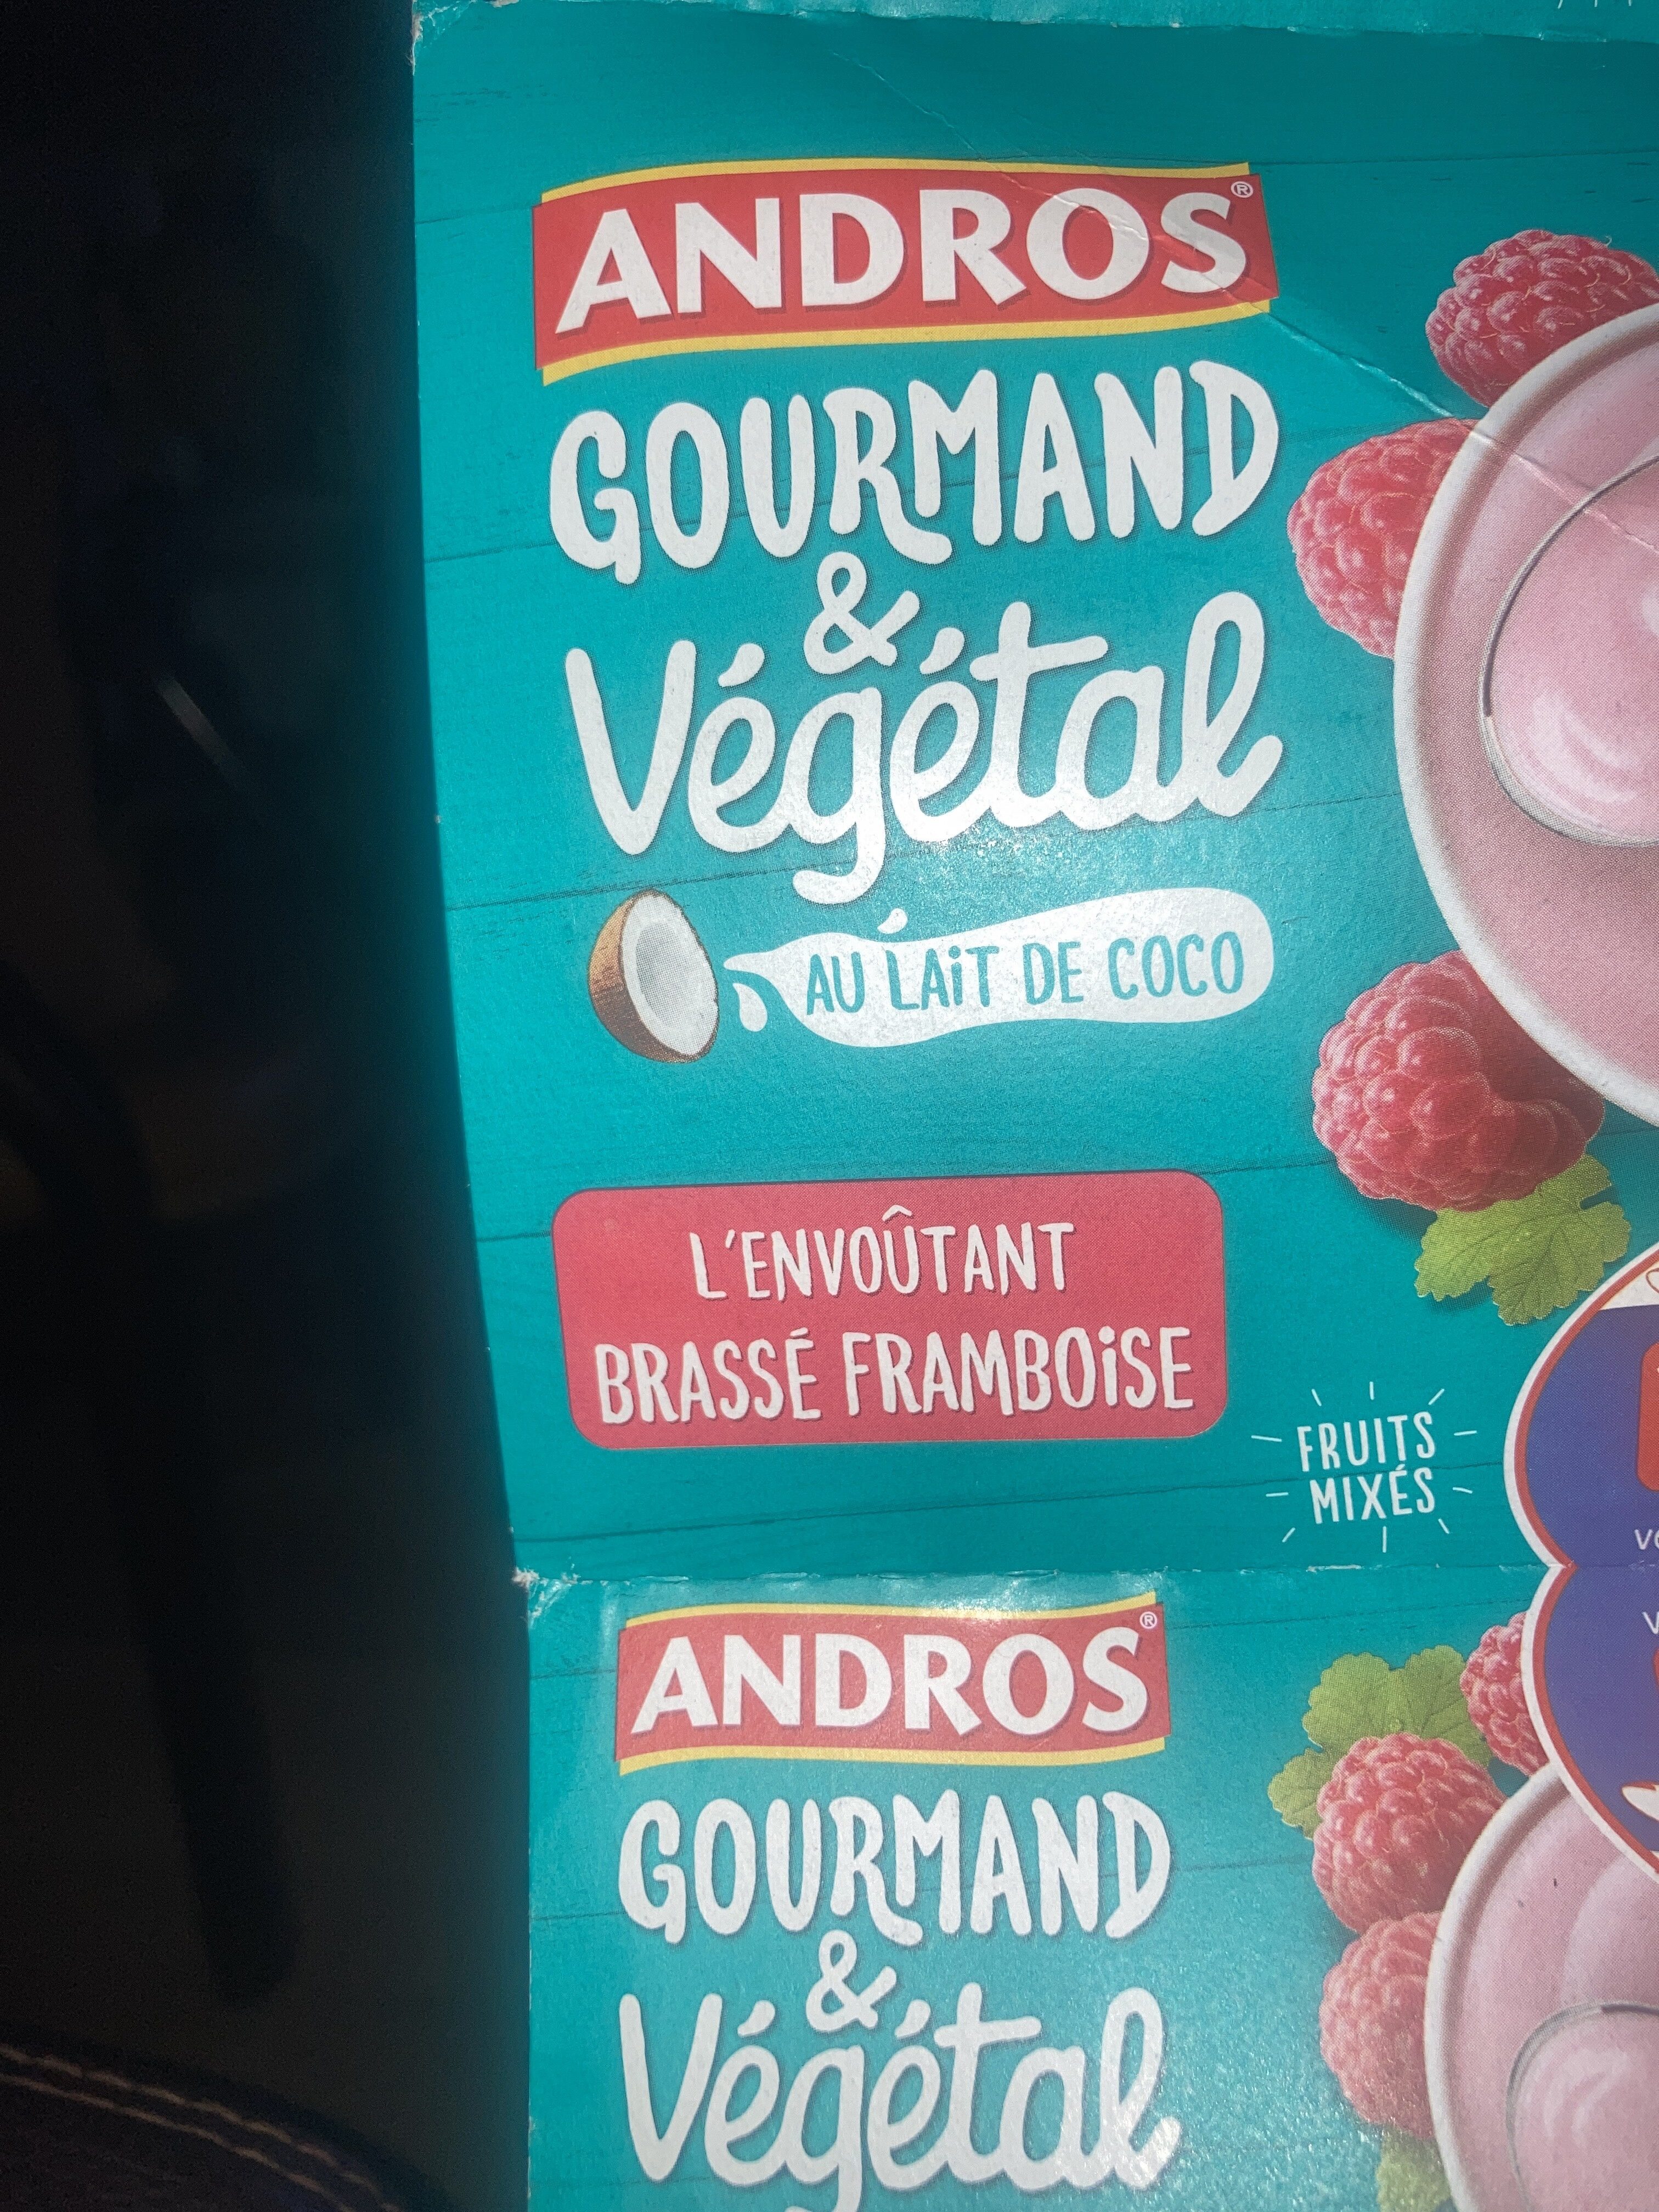 ANDROS®
GOURMAND
&
Végétal
AU LAiT DE COCO
L'ENVOÛTANT
BRASSÉ FRAMBOiSE
FRUITS
MIXÉS
ANDROS®
GOURMAND
&
Végétal